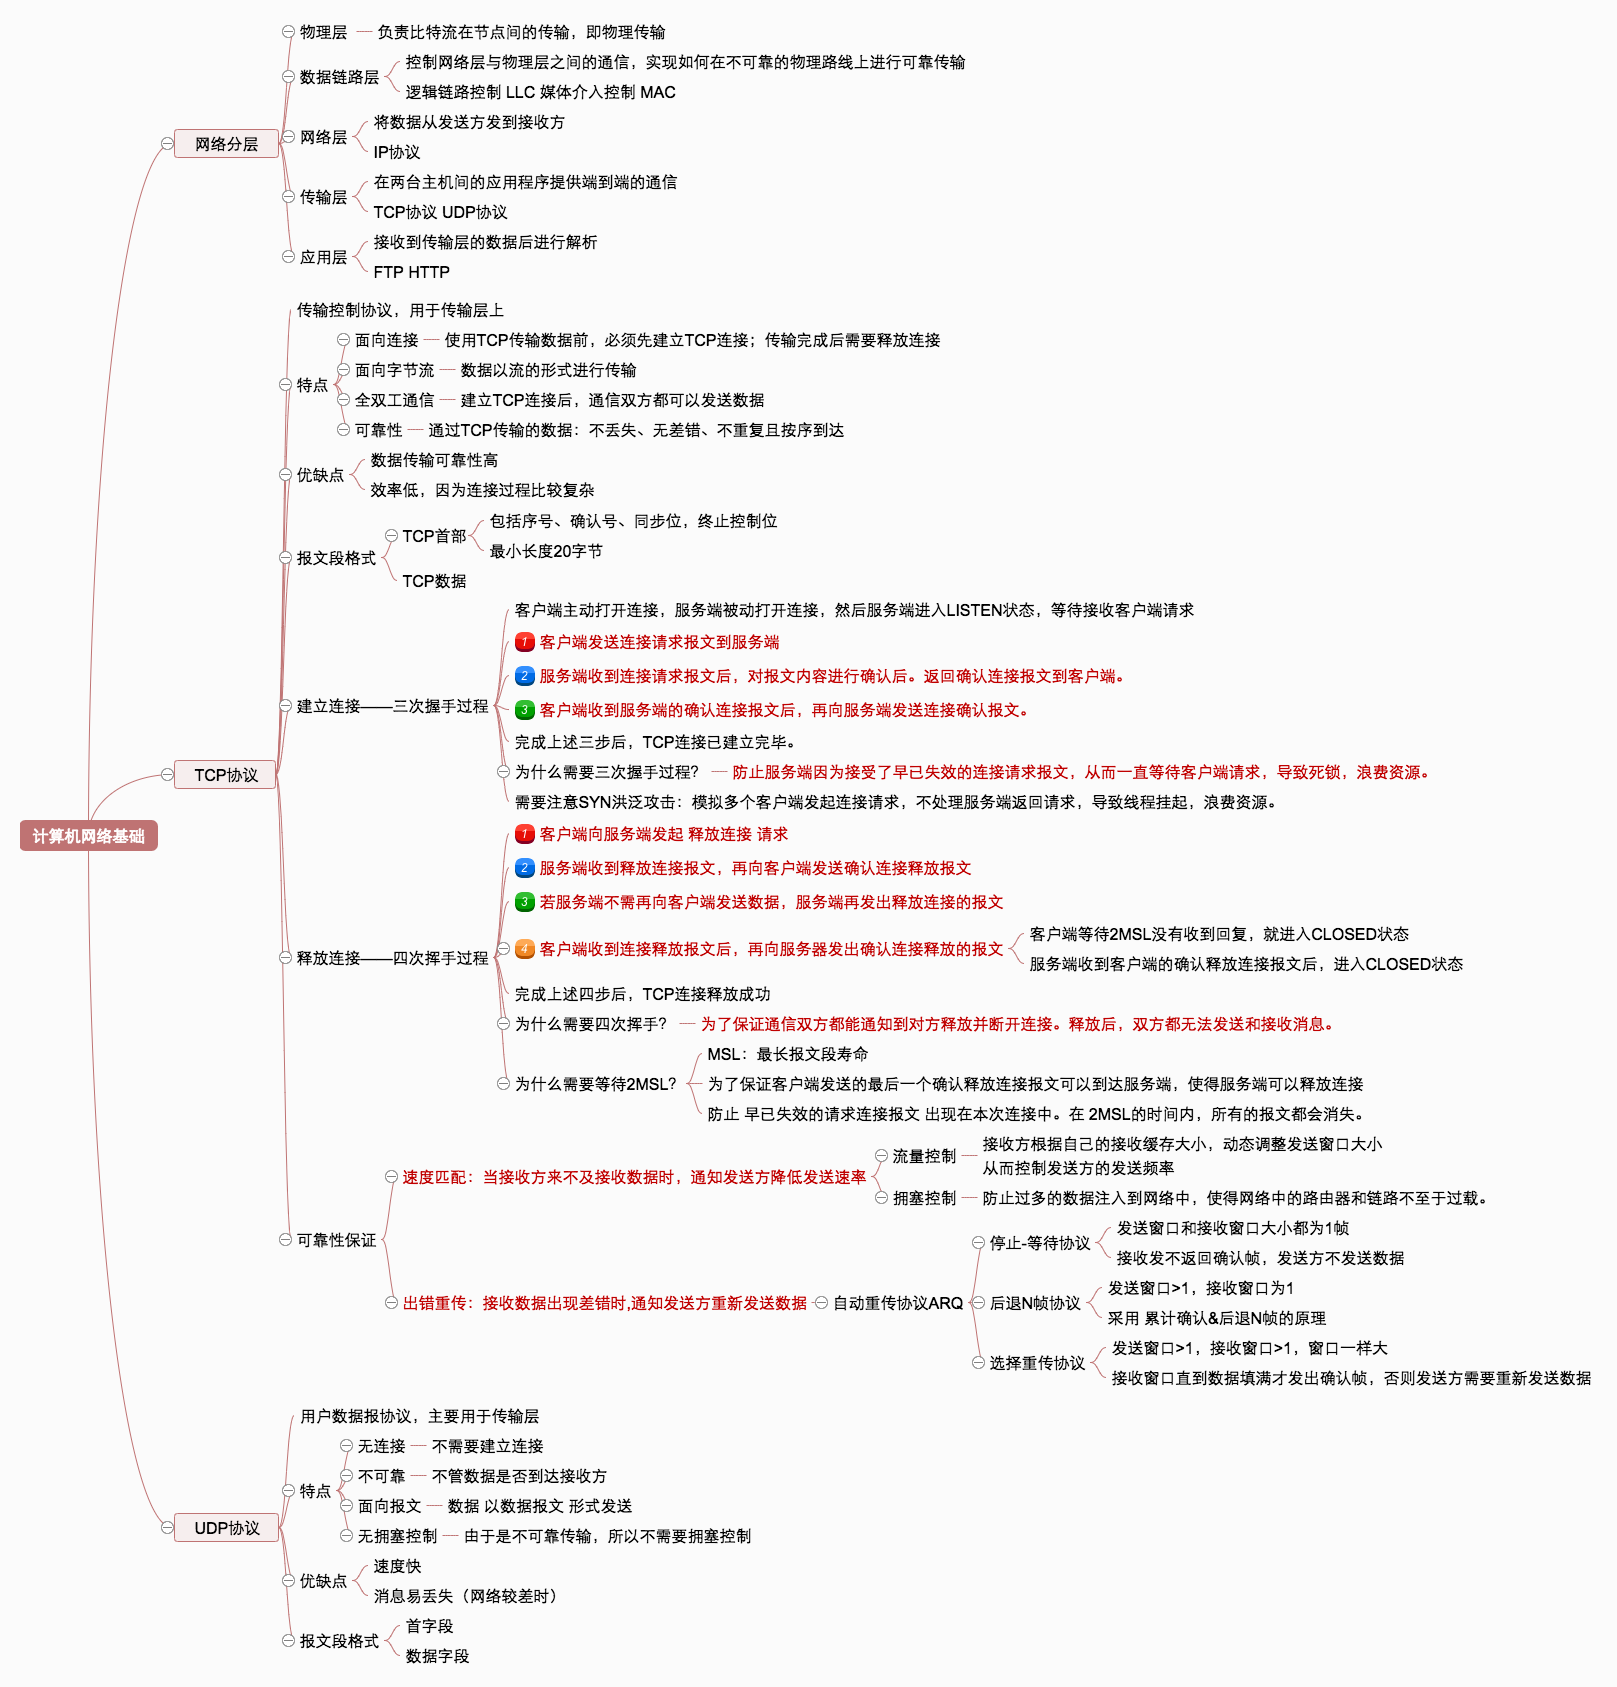 物理层
负责比特流在节点间的传输，即物理传输
数据链路层
控制网络层与物理层之间的通信，实现如何在不可靠的物理路线上进行可靠传输
逻辑链路控制 LLC 媒体介入控制 MAC
网络分层
网络层
将数据从发送方发到接收方
IP协议
传输层
在两台主机间的应用程序提供端到端的通信
TCP协议 UDP协议
应用层
接收到传输层的数据后进行解析
FTP HTTP
传输控制协议，用于传输层上
特点
面向连接
使用TCP传输数据前，必须先建立TCP连接；传输完成后需要释放连接
面向字节流
数据以流的形式进行传输
全双工通信
建立TCP连接后，通信双方都可以发送数据
可靠性
通过TCP传输的数据：不丢失、无差错、不重复且按序到达
优缺点
数据传输可靠性高
效率低，因为连接过程比较复杂
报文段格式
TCP首部
包括序号、确认号、同步位，终止控制位
最小长度20字节
TCP数据
TCP协议
建立连接——三次握手过程
客户端主动打开连接，服务端被动打开连接，然后服务端进入LISTEN状态，等待接收客户端请求
1 客户端发送连接请求报文到服务端
2 服务端收到连接请求报文后，对报文内容进行确认后。返回确认连接报文到客户端。
3 客户端收到服务端的确认连接报文后，再向服务端发送连接确认报文。
完成上述三步后，TCP连接已建立完毕。
为什么需要三次握手过程？
防止服务端因为接受了早已失效的连接请求报文，从而一直等待客户端请求，导致死锁，浪费资源。
需要注意SYN洪泛攻击：模拟多个客户端发起连接请求，不处理服务端返回请求，导致线程挂起，浪费资源。
计算机网络基础
释放连接——四次挥手过程
1 客户端向服务端发起 释放连接 请求
2 服务端收到释放连接报文，再向客户端发送确认连接释放报文
3 若服务端不需再向客户端发送数据，服务端再发出释放连接的报文
4 客户端收到连接释放报文后，再向服务器发出确认连接释放的报文
客户端等待2MSL没有收到回复，就进入CLOSED状态
服务端收到客户端的确认释放连接报文后，进入CLOSED状态
完成上述四步后，TCP连接释放成功
为什么需要四次挥手？
为了保证通信双方都能通知到对方释放并断开连接。释放后，双方都无法发送和接收消息。
为什么需要等待2MSL？
MSL：最长报文段寿命
为了保证客户端发送的最后一个确认释放连接报文可以到达服务端，使得服务端可以释放连接
防止 早已失效的请求连接报文 出现在本次连接中。在 2MSL的时间内，所有的报文都会消失。
可靠性保证
速度匹配：当接收方来不及接收数据时，通知发送方降低发送速率
流量控制
接收方根据自己的接收缓存大小，动态调整发送窗口大小
从而控制发送方的发送频率
拥塞控制
防止过多的数据注入到网络中，使得网络中的路由器和链路不至于过载。
出错重传：接收数据出现差错时,通知发送方重新发送数据
自动重传协议ARQ
停止-等待协议
发送窗口和接收窗口大小都为1帧
接收发不返回确认帧，发送方不发送数据
后退N帧协议
发送窗口>1，接收窗口为1
采用 累计确认&后退N帧的原理
选择重传协议
发送窗口>1，接收窗口>1，窗口一样大
接收窗口直到数据填满才发出确认帧，否则发送方需要重新发送数据
用户数据报协议，主要用于传输层
特点
无连接
不需要建立连接
不可靠
不管数据是否到达接收方
面向报文
数据 以数据报文 形式发送
无拥塞控制
由于是不可靠传输，所以不需要拥塞控制
UDP协议
优缺点
速度快
消息易丢失（网络较差时）
报文段格式
首字段
数据字段